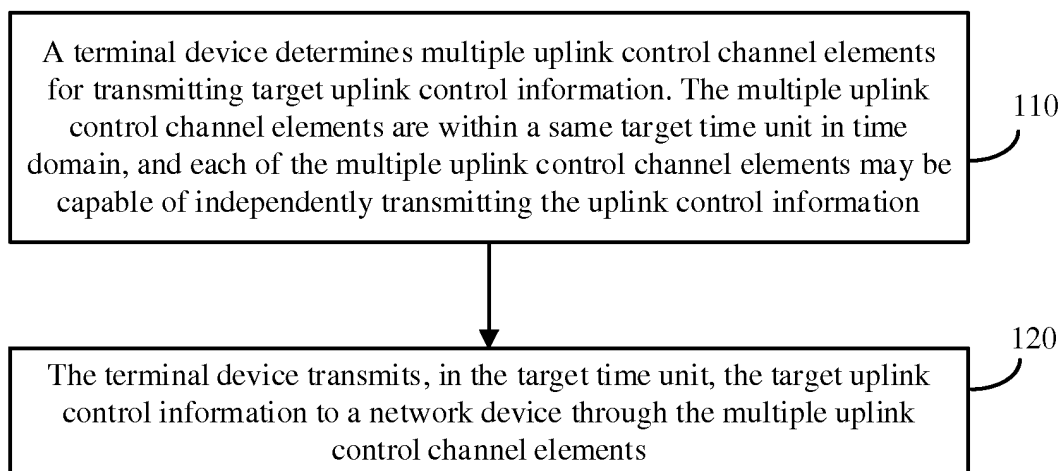 A terminal device determines multiple uplink control channel elements
for transmitting target uplink control information. The multiple uplink
control channel elements are within a same target time unit in time
domain, and each of the multiple uplink control channel elements may be
capable of independently transmitting the uplink control information
110
The terminal device transmits, in the target time unit, the target uplink
control information to a network device through the multiple uplink
control channel elements
120